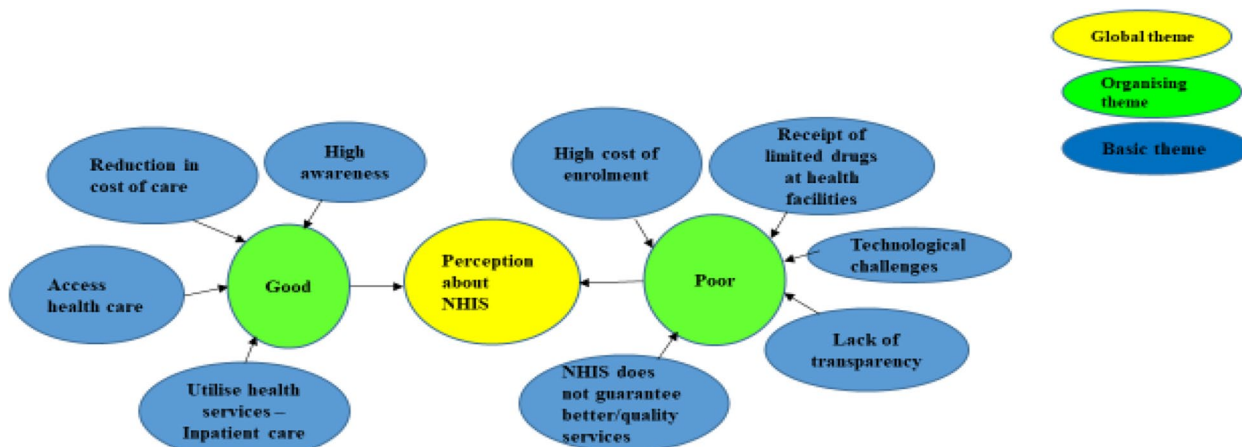 Global theme
Organising
theme
Basic theme
Reduction in
cost of care
High
awareness
Access
health care
Good
Utilise health
services –
Inpatient care
Perception
about
NHIS
High cost of
enrolment
Receipt of
limited drugs
at health
facilities
Poor
Technological
challenges
Lack of
transparency
NHIS does
not guarantee
better/quality
services